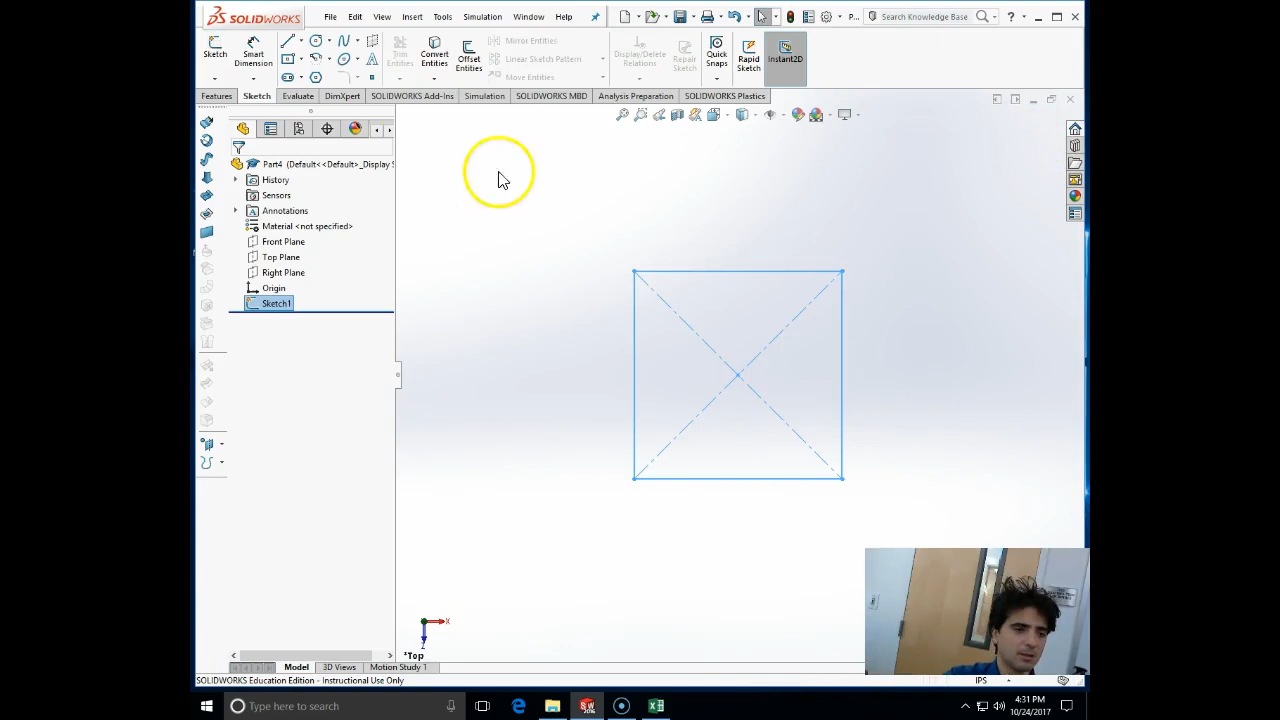 SOLIDWORKS File Edit View Insert Tools Simulation Window Help P... Search Knowledge Base ?
Sketch Smart Dimension Trim Entities Convert Entities Offset Entities Mirror Entities Linear Sketch Pattern Move Entities Display/Delete Relations Repair Sketch Quick Snaps Rapid Sketch Instant2D
Features Sketch Evaluate DimXpert SOLIDWORKS Add-Ins Simulation SOLIDWORKS MBD Analysis Preparation SOLIDWORKS Plastics
Part4 (Default<<Default>_Display S
History
Sensors
Annotations
Material <not specified>
Front Plane
Top Plane
Right Plane
Origin
Sketch1
X
Z
*Top
Model 3D Views Motion Study 1
SOLIDWORKS Education Edition - Instructional Use Only IPS
Type here to search
4:31 PM
10/24/2017